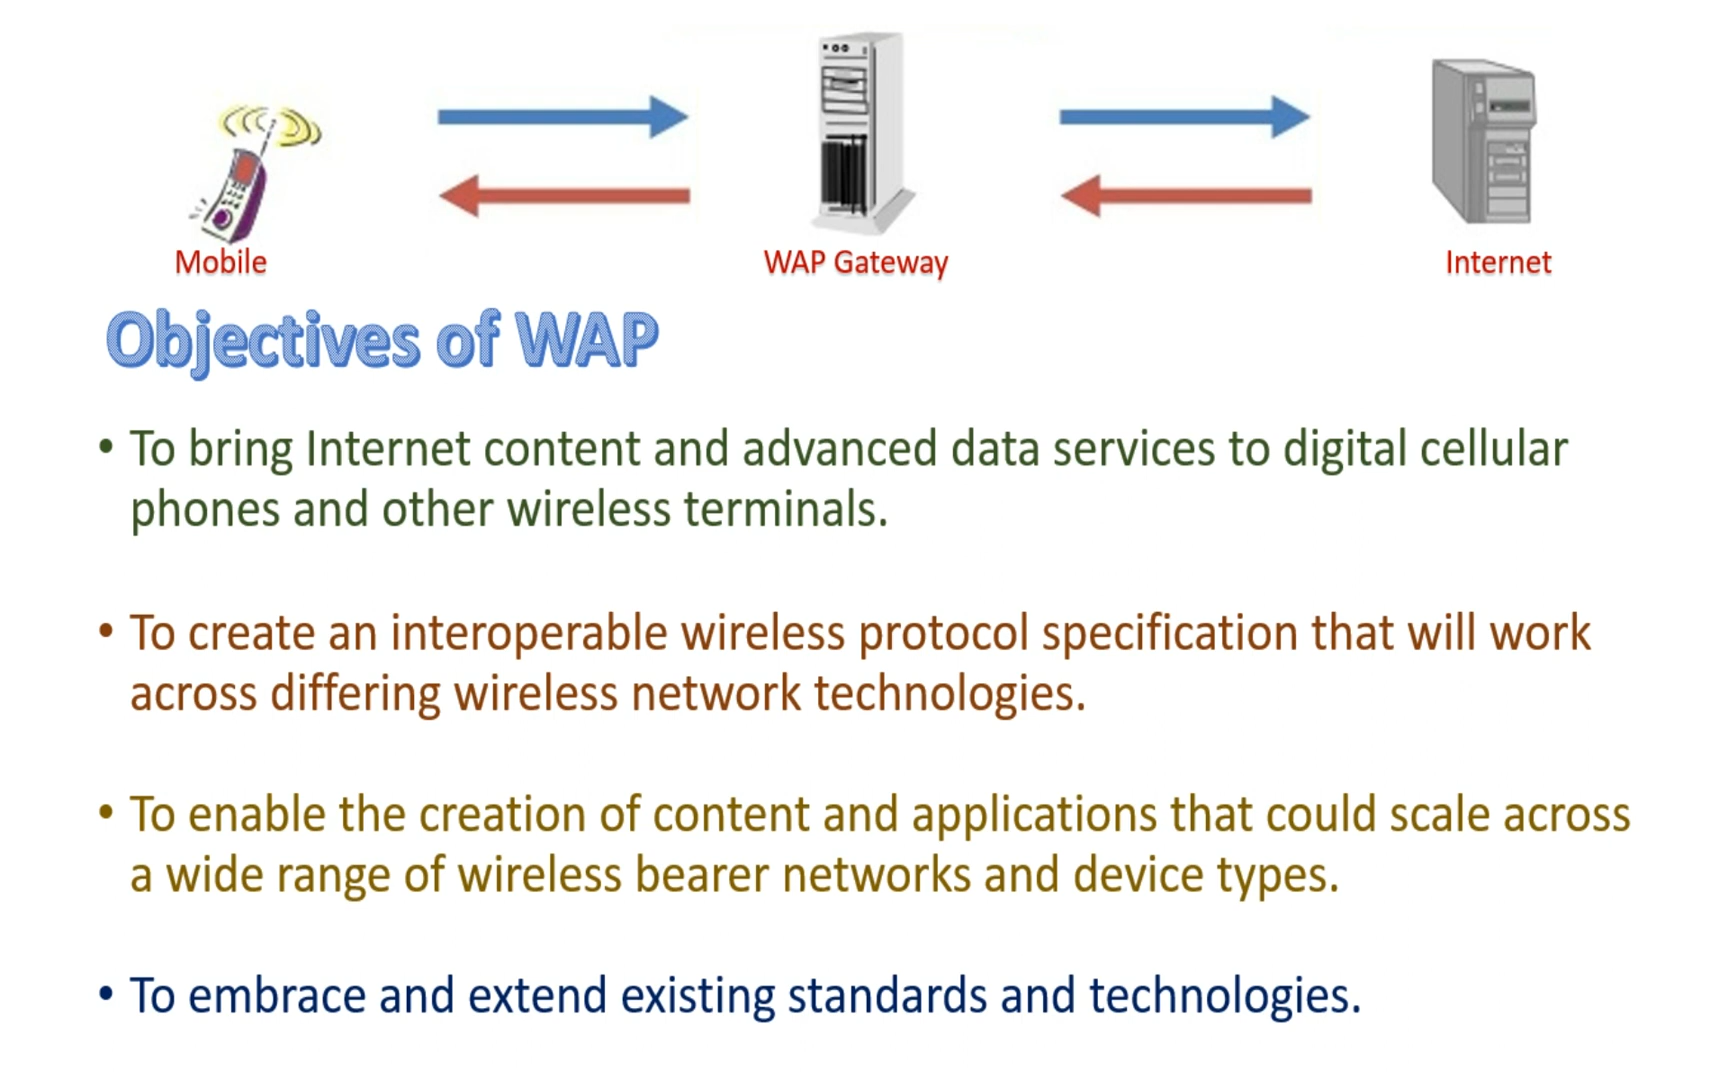 Mobile
WAP Gateway
Internet
Objectives of WAP
• To bring Internet content and advanced data services to digital cellular
phones and other wireless terminals.
• To create an interoperable wireless protocol specification that will work
across differing wireless network technologies.
• To enable the creation of content and applications that could scale across
a wide range of wireless bearer networks and device types.
• To embrace and extend existing standards and technologies.